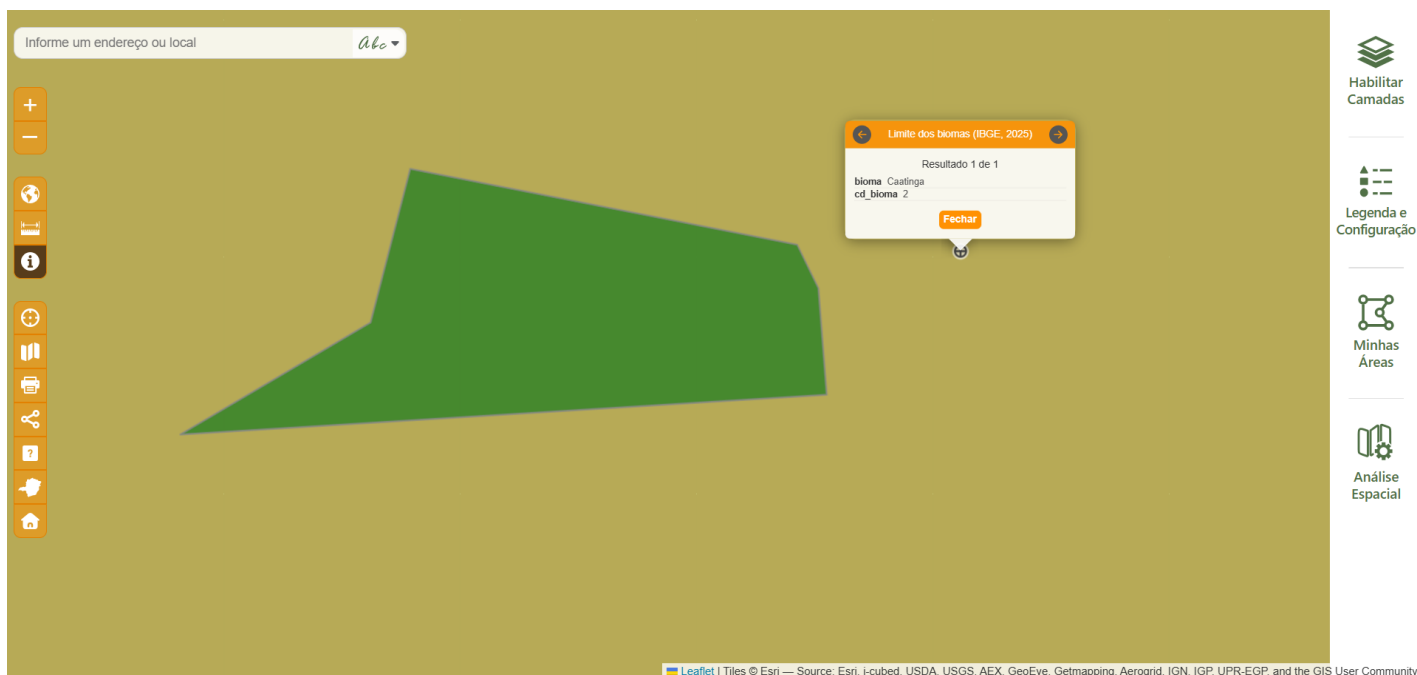 Informe um endereço ou local
Abc
+
−
?
Limite dos biomas (IBGE, 2025)
Resultado 1 de 1
bioma Caatinga
cd_bioma 2
Fechar
Habilitar
Camadas
Legenda e
Configuração
Minhas
Áreas
Análise
Espacial
Leaflet | Tiles © Esri — Source: Esri, i-cubed, USDA, USGS, AEX, GeoEye, Getmapping, Aerogrid, IGN, IGP, UPR-EGP, and the GIS User Community